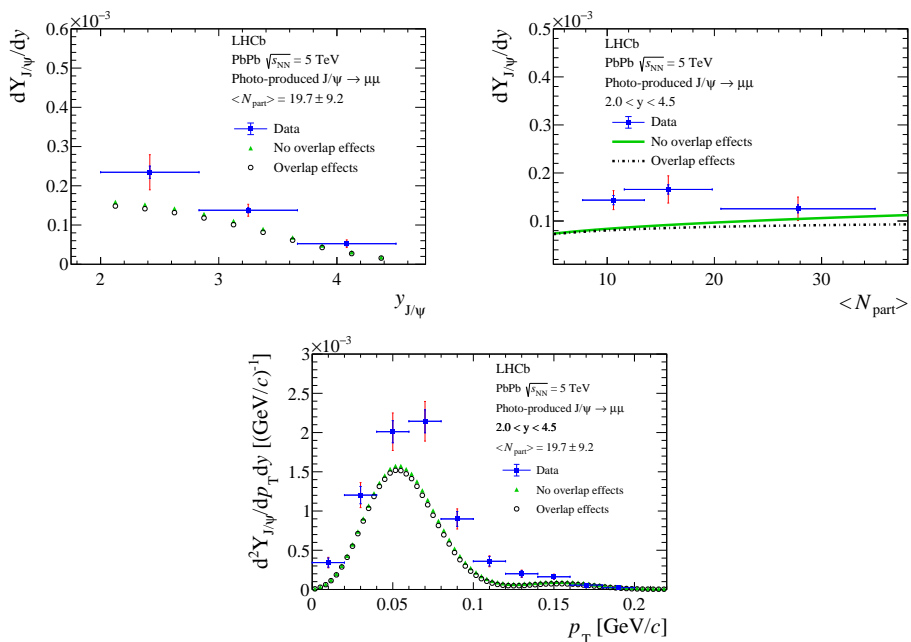 ×10⁻³
0.6
0.5
0.4
0.3
0.2
0.1
0
dY_J/ψ/dy
LHCb
PbPb √s_NN = 5 TeV
Photo-produced J/ψ → μμ
<N_part> = 19.7 ± 9.2
Data
No overlap effects
Overlap effects
2 3 4
y_J/ψ
×10⁻³
0.5
0.4
0.3
0.2
0.1
dY_J/ψ/dy
LHCb
PbPb √s_NN = 5 TeV
Photo-produced J/ψ → μμ
2.0 < y < 4.5
Data
No overlap effects
Overlap effects
10 20 30
<N_part>
×10⁻³
3
2.5
2
1.5
1
0.5
0
d²Y_J/ψ/dp_T dy [(GeV/c)⁻¹]
LHCb
PbPb √s_NN = 5 TeV
Photo-produced J/ψ → μμ
2.0 < y < 4.5
<N_part> = 19.7 ± 9.2
Data
No overlap effects
Overlap effects
0 0.05 0.1 0.15 0.2
p_T [GeV/c]